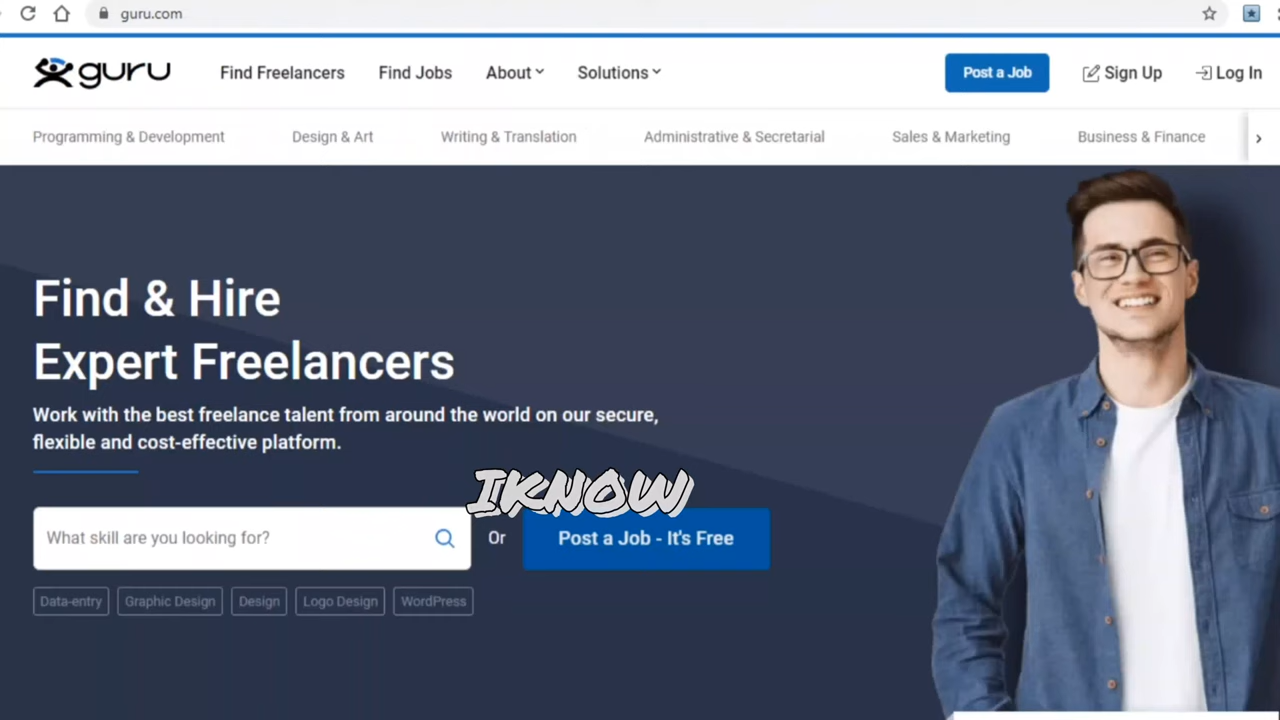 guru.com
guru
Find Freelancers
Find Jobs
About
Solutions
Post a Job
Sign Up
Log In
Programming & Development
Design & Art
Writing & Translation
Administrative & Secretarial
Sales & Marketing
Business & Finance
Find & Hire
Expert Freelancers
Work with the best freelance talent from around the world on our secure,
flexible and cost-effective platform.
IKNOW
What skill are you looking for?
Or
Post a Job - It's Free
Data-entry
Graphic Design
Design
Logo Design
WordPress